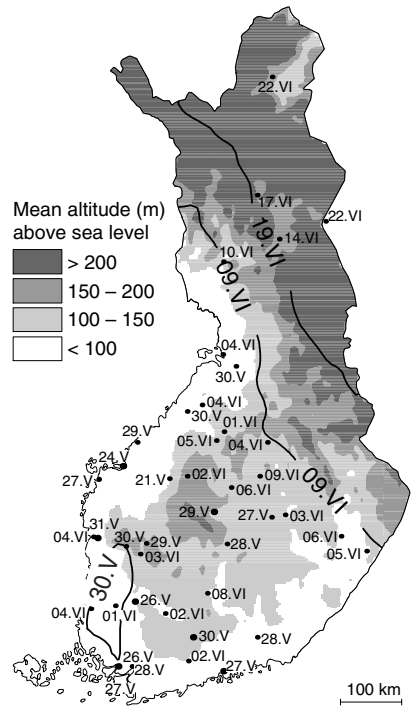 22.VI
17.VI
22.VI
19.VI
14.VI
Mean altitude (m)
above sea level
> 200
150 – 200
100 – 150
< 100
10.VI
09.VI
04.VI
30.V
04.VI
30.V
01.VI
29.V
05.VI
04.VI
24.V
27.V
21.V
02.VI
09.VI
09.VI
06.VI
29.V
27.V
03.VI
31.V
04.VI
30.V
29.V
03.VI
28.V
06.VI
05.VI
30.V
08.VI
26.V
04.VI
01.VI
02.VI
30.V
28.V
26.V
02.VI
28.V
27.V
27.V
100 km